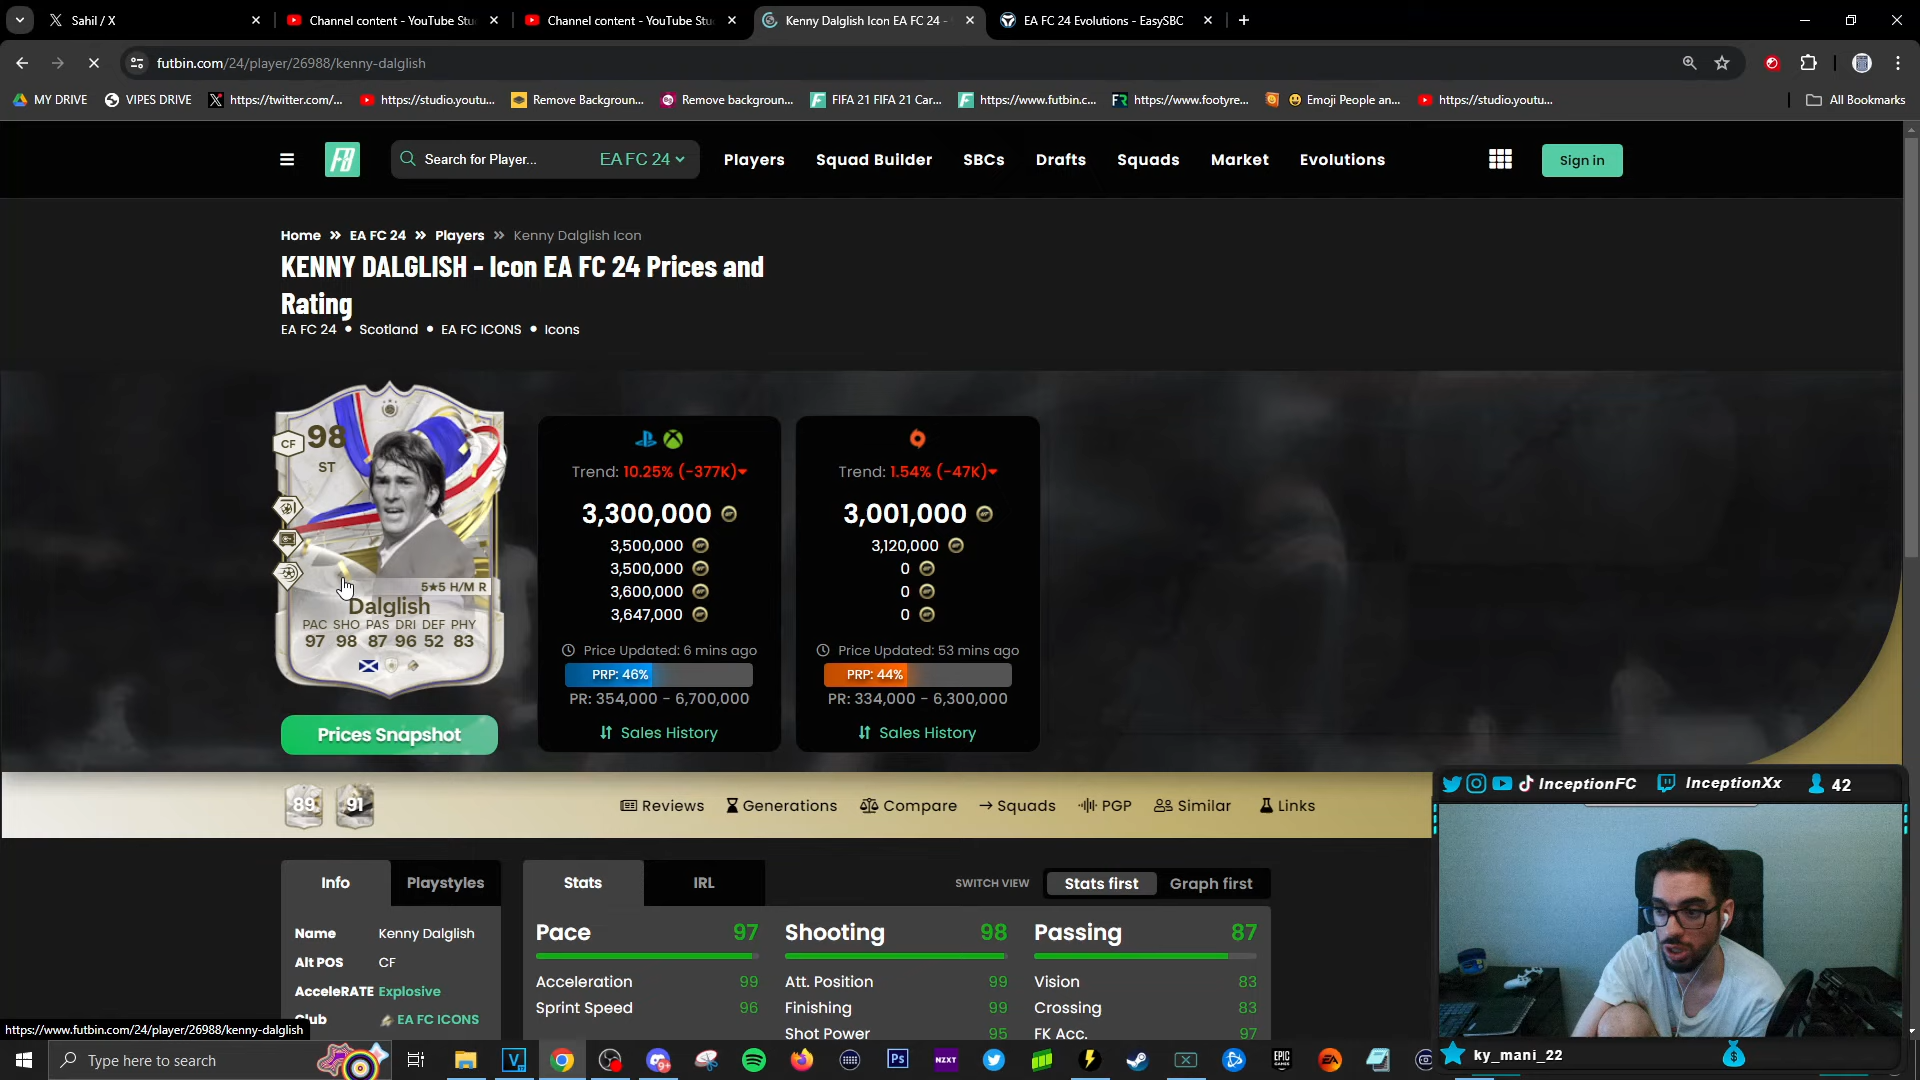 Sahil / X
Channel content - YouTube Stu
Channel content - YouTube Stu
Kenny Dalglish Icon EA FC 24 -
EA FC 24 Evolutions - EasySBC
futbin.com/24/player/26988/kenny-dalglish
MY DRIVE
VIPES DRIVE
https://twitter.com/...
https://studio.youtu...
Remove Backgroun...
Remove backgroun...
FIFA 21 FIFA 21 Car...
https://www.futbin.c...
https://www.footyre...
Emoji People an...
https://studio.youtu...
All Bookmarks
Search for Player...
EA FC 24
Players
Squad Builder
SBCs
Drafts
Squads
Market
Evolutions
Sign in
Home » EA FC 24 » Players » Kenny Dalglish Icon
KENNY DALGLISH - Icon EA FC 24 Prices and
Rating
EA FC 24 • Scotland • EA FC ICONS • Icons
CF
98
ST
5★5 H/M R
Dalglish
PAC SHO PAS DRI DEF PHY
97 98 87 96 52 83
Prices Snapshot
Trend: 10.25% (-377K)
3,300,000
3,500,000
3,500,000
3,600,000
3,647,000
Price Updated: 6 mins ago
PRP: 46%
PR: 354,000 - 6,700,000
Sales History
Trend: 1.54% (-47K)
3,001,000
3,120,000
0
0
0
Price Updated: 53 mins ago
PRP: 44%
PR: 334,000 - 6,300,000
Sales History
89
91
Reviews
Generations
Compare
Squads
PGP
Similar
Links
Info
Playstyles
Name Kenny Dalglish
Alt POS CF
AcceleRATE Explosive
Club EA FC ICONS
Stats
IRL
SWITCH VIEW
Stats first
Graph first
Pace 97
Acceleration 99
Sprint Speed 96
Shooting 98
Att. Position 99
Finishing 99
Shot Power 95
Passing 87
Vision 83
Crossing 83
FK Acc. 97
InceptionFC
InceptionXx
42
ky_mani_22
https://www.futbin.com/24/player/26988/kenny-dalglish
Type here to search
NZXT
EPIC
GAMES
EA
Ps